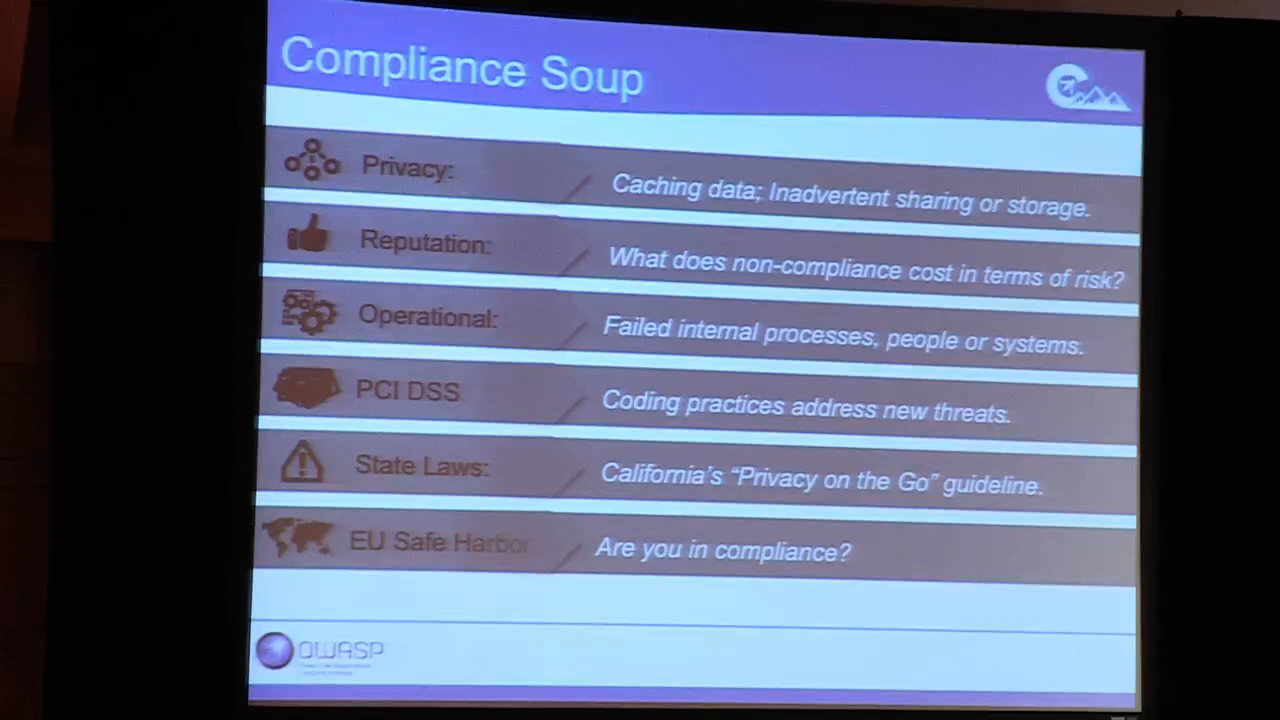 Compliance Soup
Privacy: Caching data; Inadvertent sharing or storage.
Reputation: What does non-compliance cost in terms of risk?
Operational: Failed internal processes, people or systems.
PCI DSS Coding practices address new threats.
State Laws: California's “Privacy on the Go” guideline.
EU Safe Harbor Are you in compliance?
OWASP